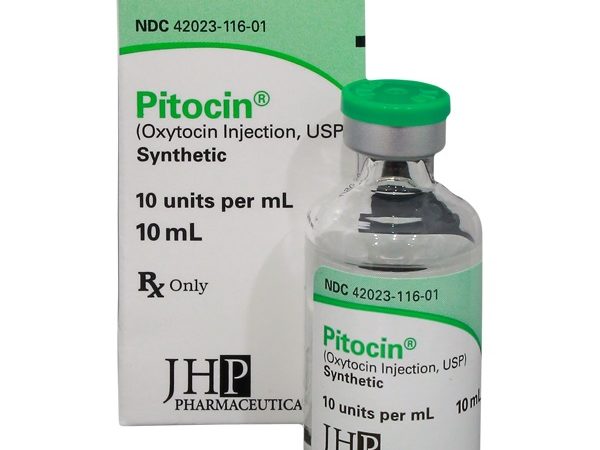 NDC 42023-116-01
Pitocin®
(Oxytocin Injection, USP
Synthetic
10 units per mL
10 mL
Rx Only
JHP
PHARMACEUTICA
NDC 42023-116-01
Pitocin®
(Oxytocin Injection, USP)
Synthetic
10 units per mL 10 mL
JHP